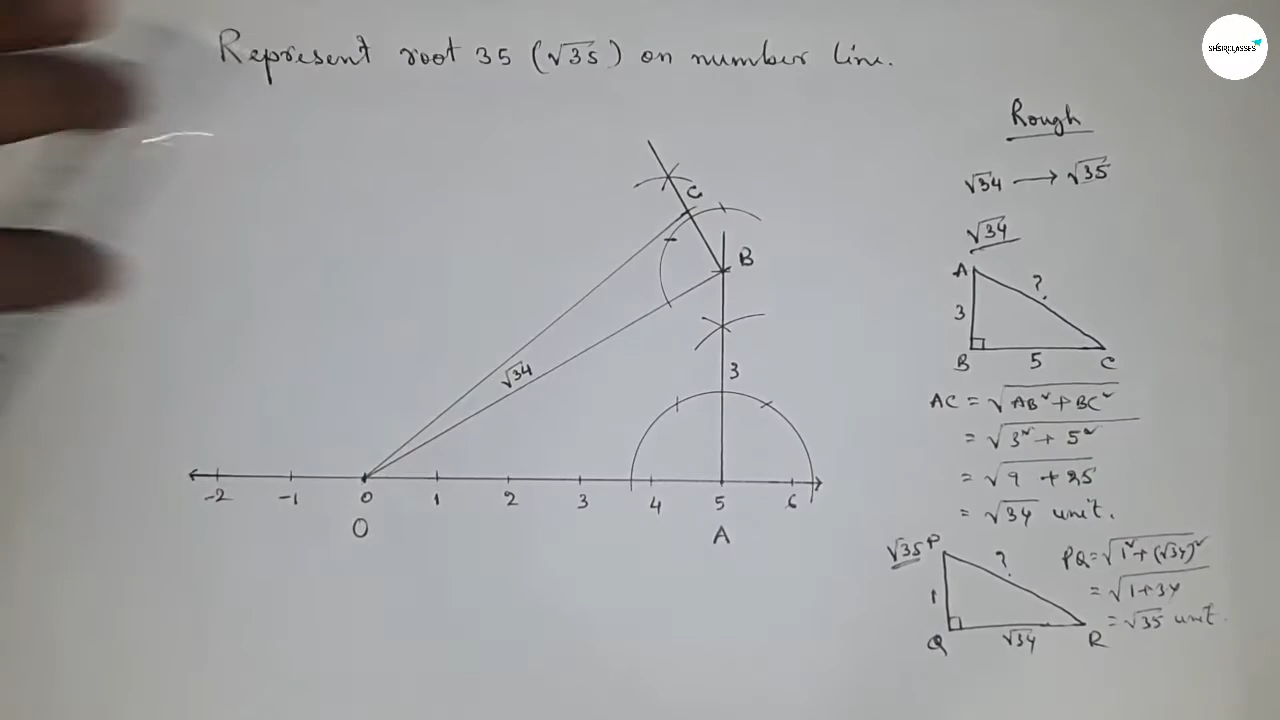 Represent root 35 (√35) on number line.
SHSIRCLASSES
Rough
√34 → √35
√34
A
?
3
B
5
C
AC = √AB² + BC²
= √3² + 5²
= √9 + 25
= √34 unit.
√35
P
?
1
Q
√34
R
PQ = √1² + (√34)²
= √1+34
= √35 unit.
C
B
√34
3
-2 -1 0 1 2 3 4 5 6
O A